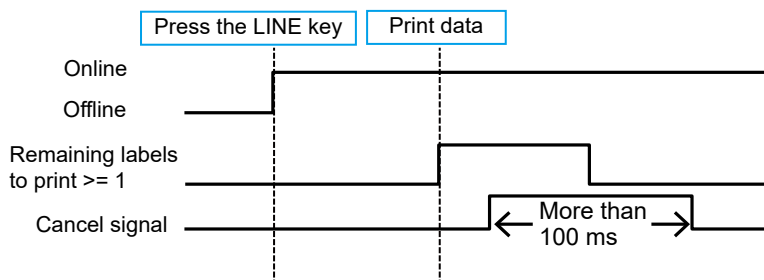 Press the LINE key
Print data
Online
Offline
Remaining labels
to print >= 1
Cancel signal
More than
100 ms